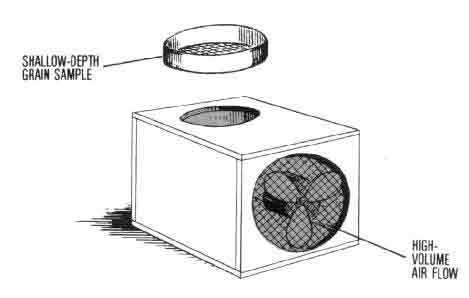 SHALLOW-DEPTH
GRAIN SAMPLE
HIGH-
VOLUME
AIR FLOW